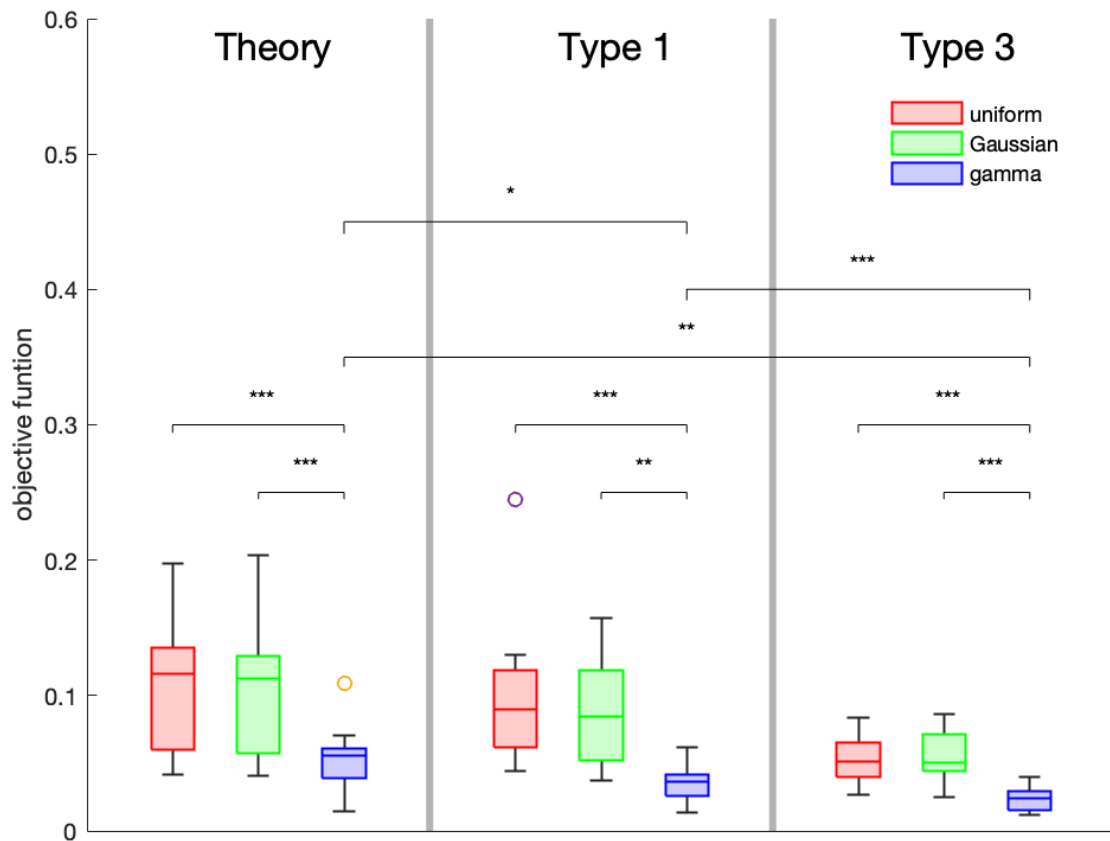 Theory
Type 1
Type 3
uniform
Gaussian
gamma
0.6
0.5
0.4
0.3
0.2
0.1
0
objective funtion
*
***
**
***
***
***
***
**
***